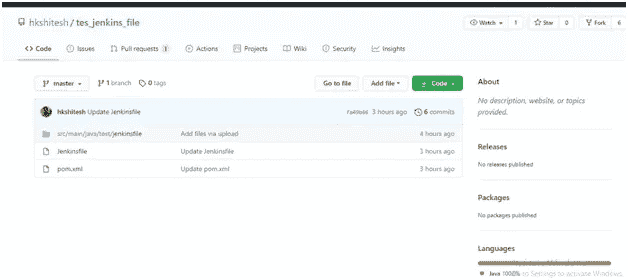 hkshitesh / tes_jenkins_file
Watch 1 Star 0 Fork 6
Code Issues Pull requests 1 Actions Projects Wiki Security Insights
master 1 branch 0 tags Go to file Add file Code
About
No description, website, or topics
provided.
hkshitesh Update Jenkinsfile 3 hours ago 6 commits
src/main/java/test/jenkinsfile Add files via upload 4 hours ago
Jenkinsfile Update Jenkinsfile 3 hours ago
pom.xml Update pom.xml 3 hours ago
Releases
No releases published
Packages
No packages published
Languages
Java 100.0% to Settings to activate Windows.